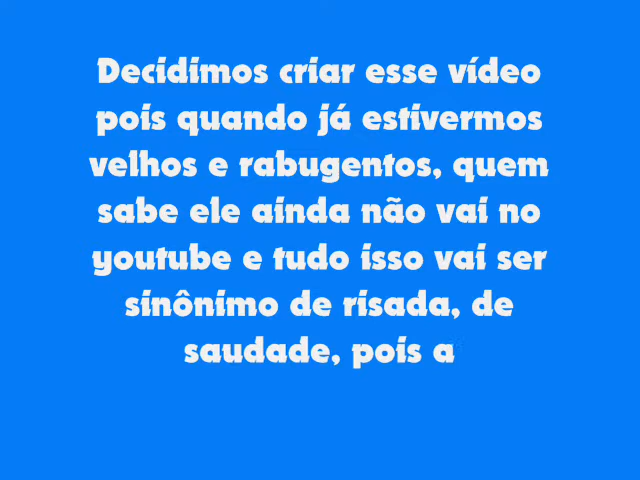 Decidimos criar esse vídeo
pois quando já estivermos
velhos e rabugentos, quem
sabe ele ainda não vai no
youtube e tudo isso vai ser
sinônimo de risada, de
saudade, pois a